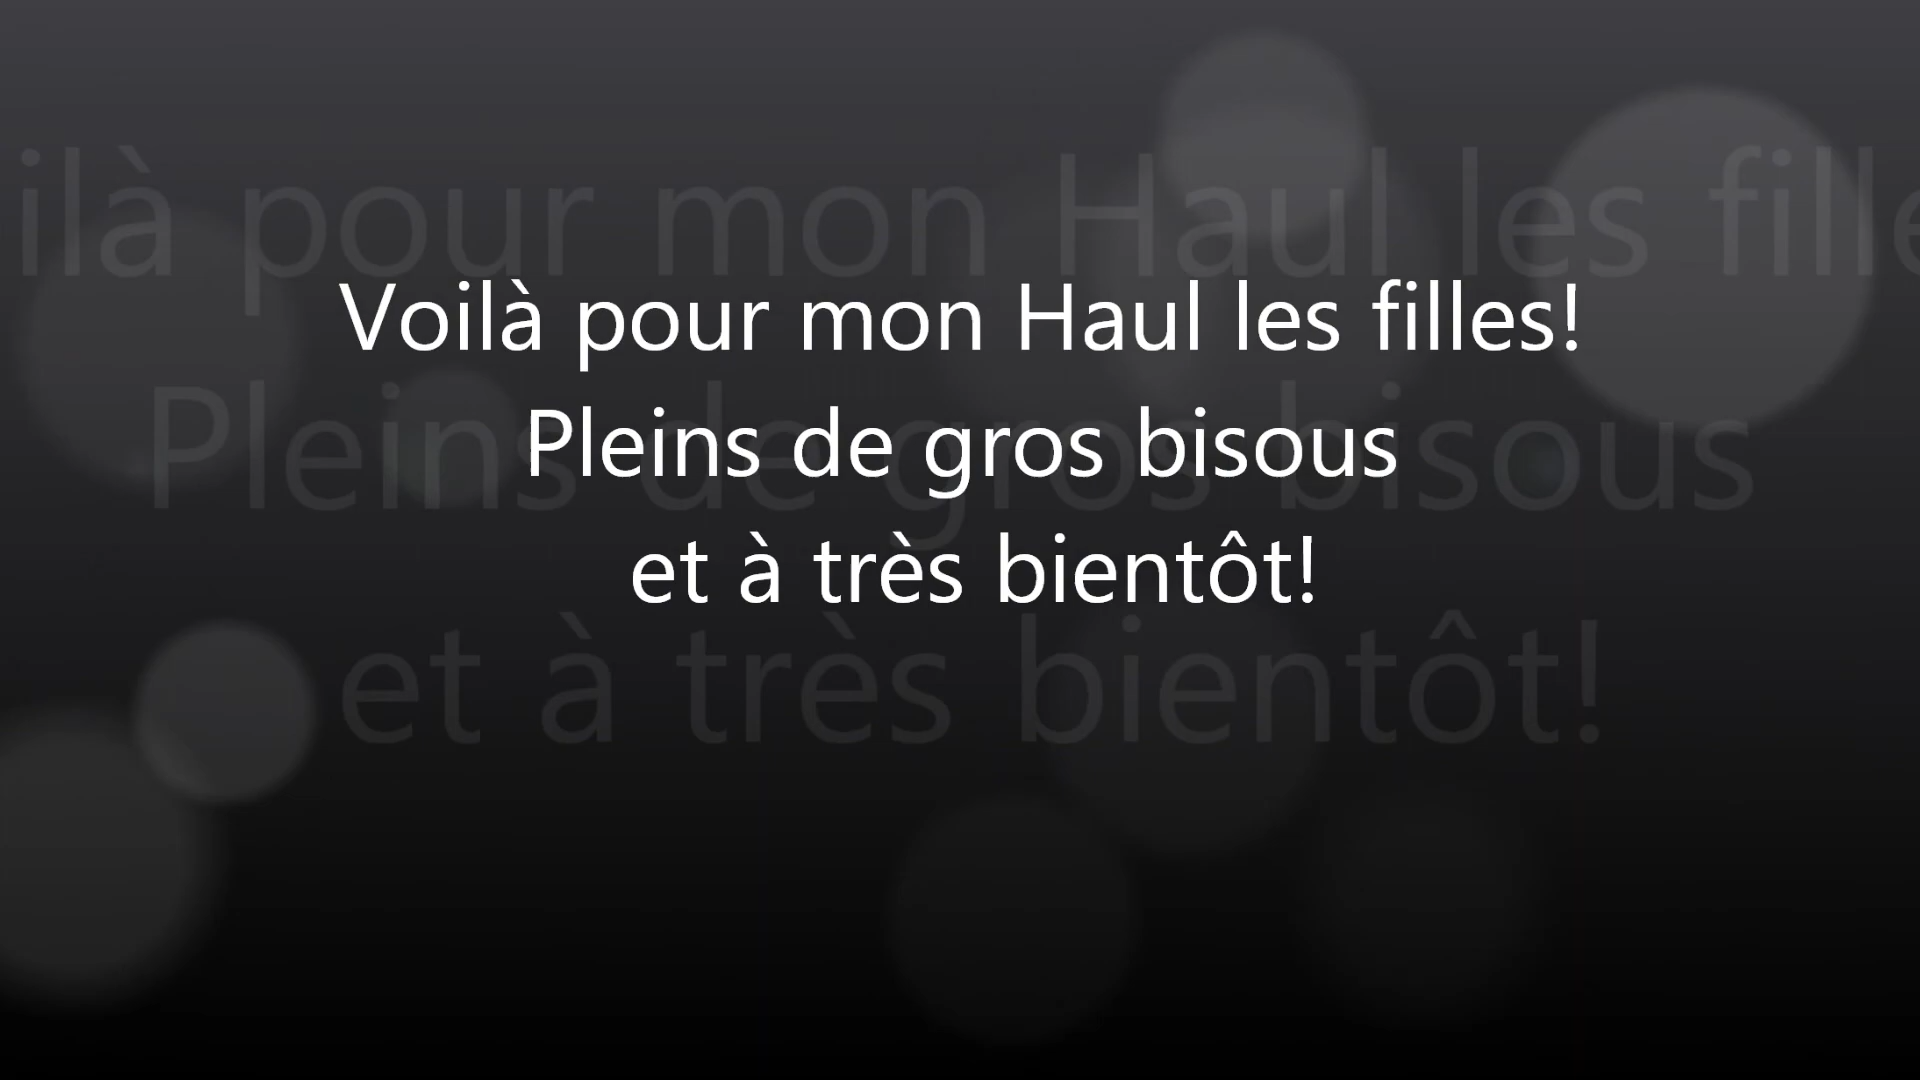 Voilà pour mon Haul les filles!
Pleins de gros bisous
et à très bientôt!